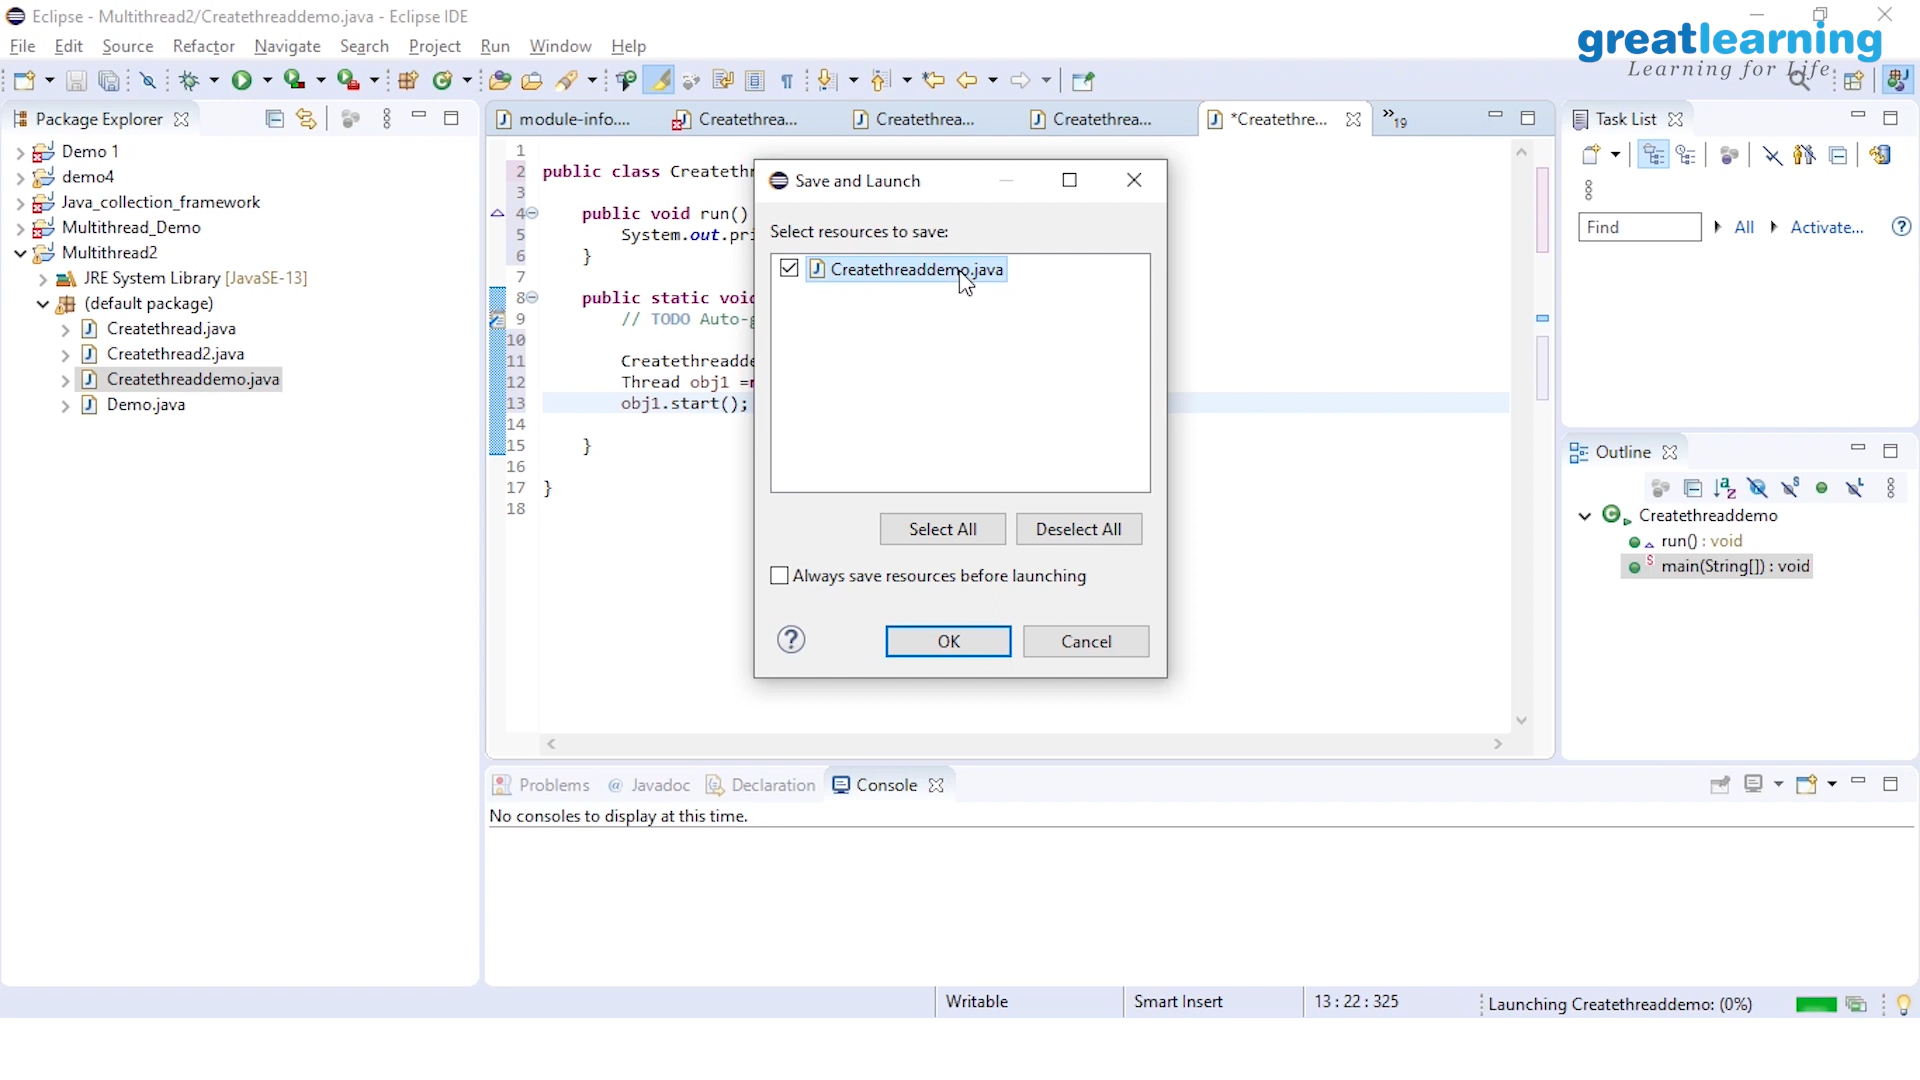 Eclipse - Multithread2/Createthreaddemo.java - Eclipse IDE
greatlearning
Learning for Life
File Edit Source Refactor Navigate Search Project Run Window Help
Package Explorer
module-info.... Createthrea... Createthrea... Createthrea... *Createthre... »19
Task List
Demo 1
demo4
Java_collection_framework
Multithread_Demo
Multithread2
JRE System Library [JavaSE-13]
(default package)
Createthread.java
Createthread2.java
Createthreaddemo.java
Demo.java
1
2 public class Createthr
3
4 public void run()
5 System.out.pri
6 }
7
8 public static void
9 // TODO Auto-g
10
11 Createthreadde
12 Thread obj1 =n
13 obj1.start();
14
15 }
16
17 }
18
Save and Launch
Select resources to save:
Createthreaddemo.java
Select All Deselect All
Always save resources before launching
? OK Cancel
Find All Activate... ?
Outline
Createthreaddemo
run() : void
main(String[]) : void
Problems @ Javadoc Declaration Console
No consoles to display at this time.
Writable Smart Insert 13 : 22 : 325 Launching Createthreaddemo: (0%)